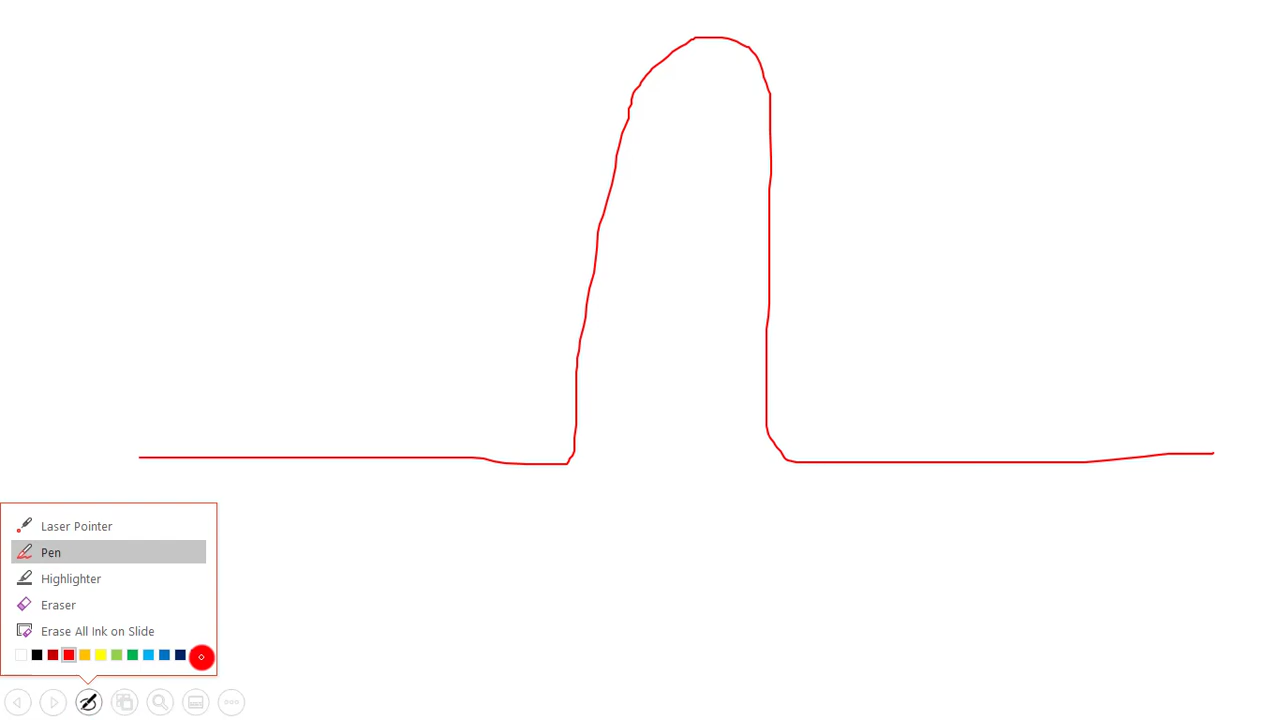 Laser Pointer
Pen
Highlighter
Eraser
Erase All Ink on Slide